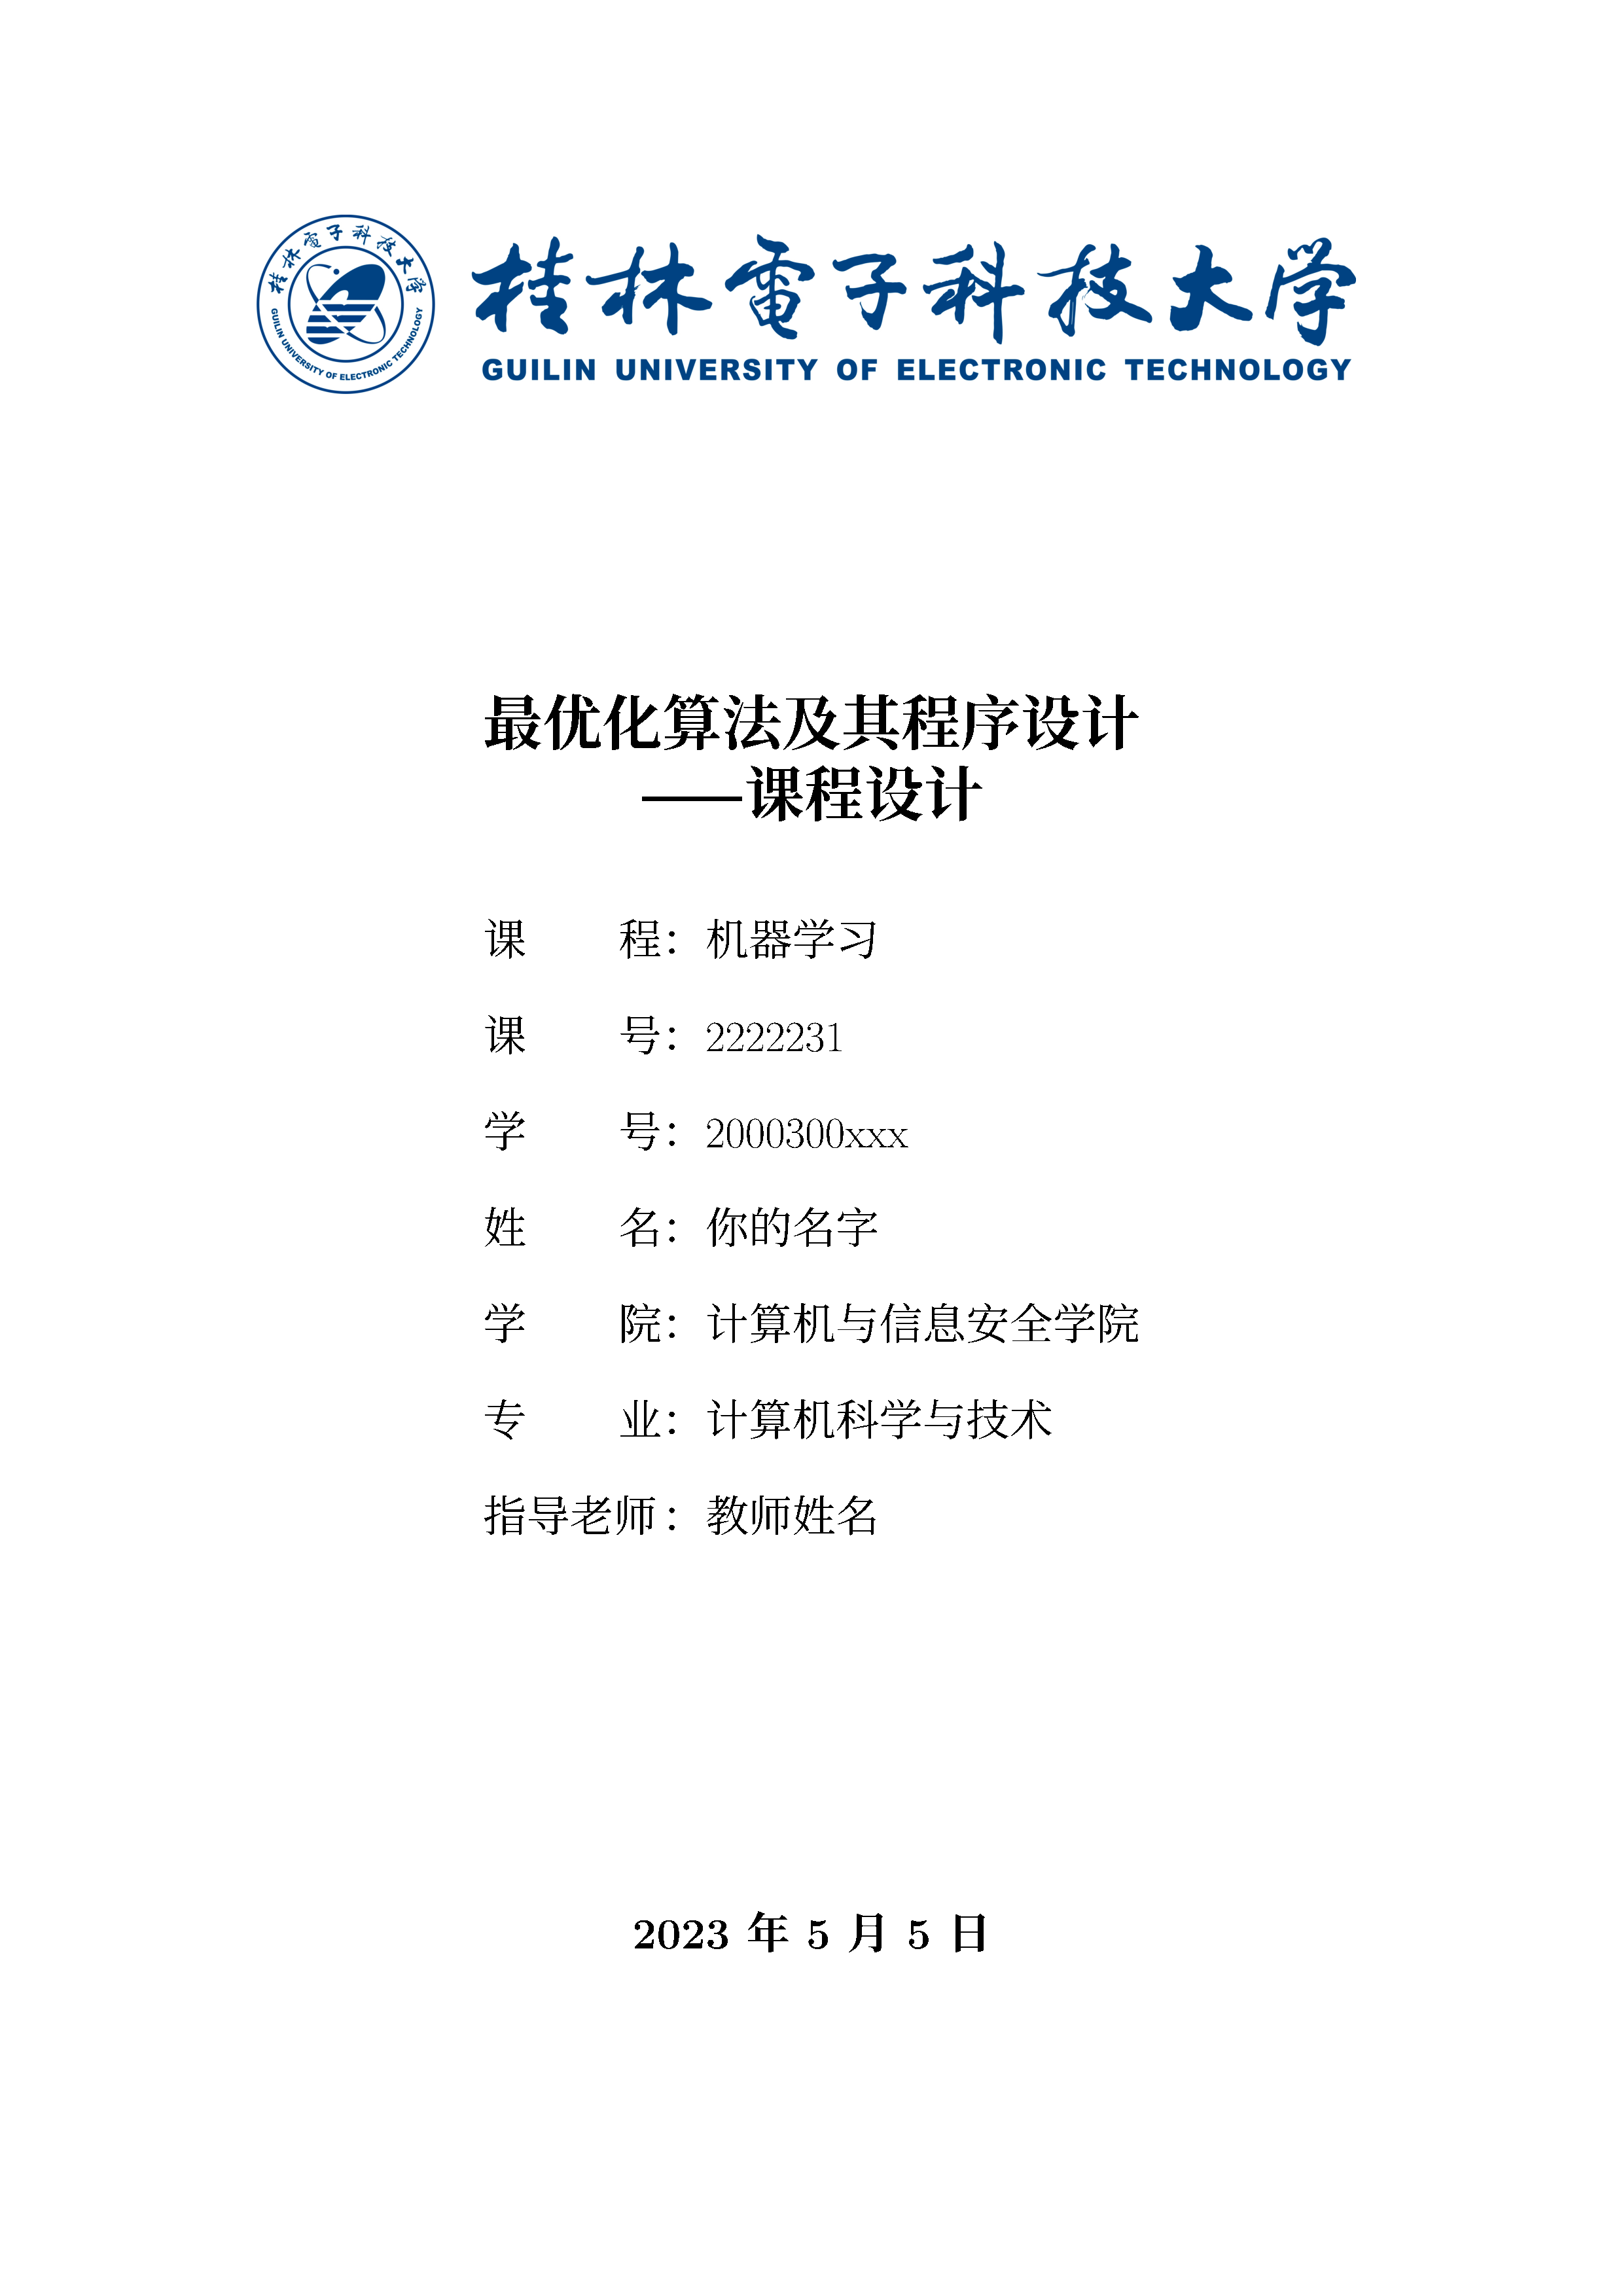 桂林電子科技大学
GUILIN UNIVERSITY OF ELECTRONIC TECHNOLOGY
桂林電子科技大学
GUILIN UNIVERSITY OF ELECTRONIC TECHNOLOGY
最优化算法及其程序设计
——课程设计
课 程：机器学习
课 号：2222231
学 号：2000300xxx
姓 名：你的名字
学 院：计算机与信息安全学院
专 业：计算机科学与技术
指导老师：教师姓名
2023 年 5 月 5 日